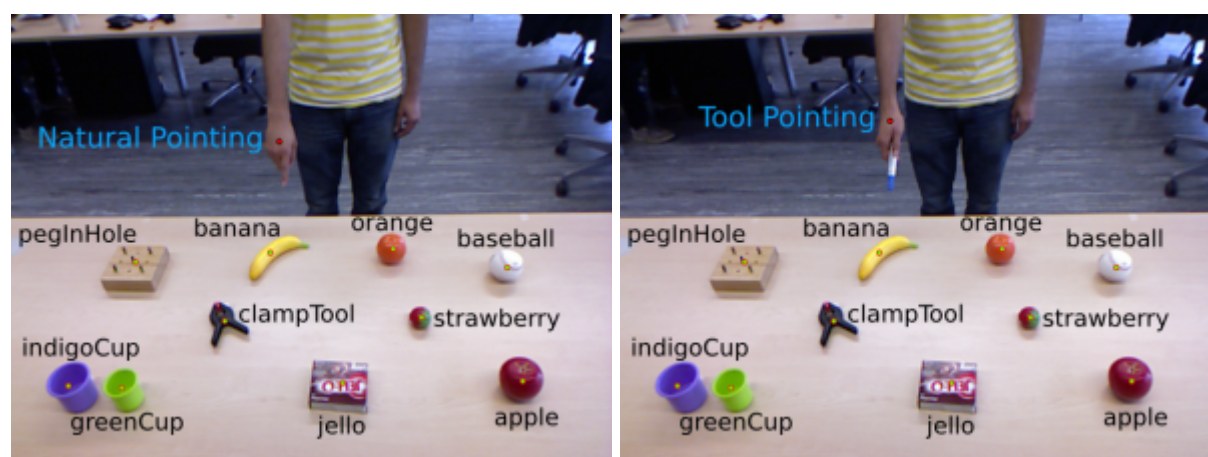 Natural Pointing
pegInHole
banana
orange
baseball
clampTool
strawberry
indigoCup
greenCup
jello
apple
Tool Pointing
pegInHole
banana
orange
baseball
clampTool
strawberry
indigoCup
greenCup
jello
apple